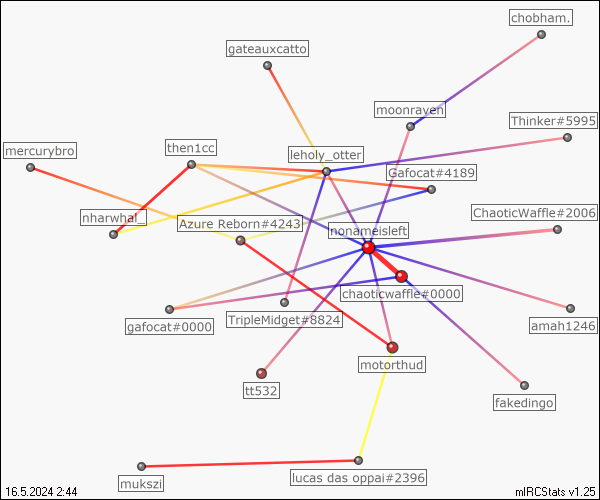 chobham.
gateauxcatto
moonraven
Thinker#5995
mercurybro
then1cc
leholy_otter
Gafocat#4189
nharwhal_
Azure Reborn#4243
ChaoticWaffle#2006
nonameisleft
chaoticwaffle#0000
gafocat#0000
TripleMidget#8824
amah1246
motorthud
tt532
fakedingo
lucas das oppai#2396
mukszi
16.5.2024 2:44
mIRCStats v1.25